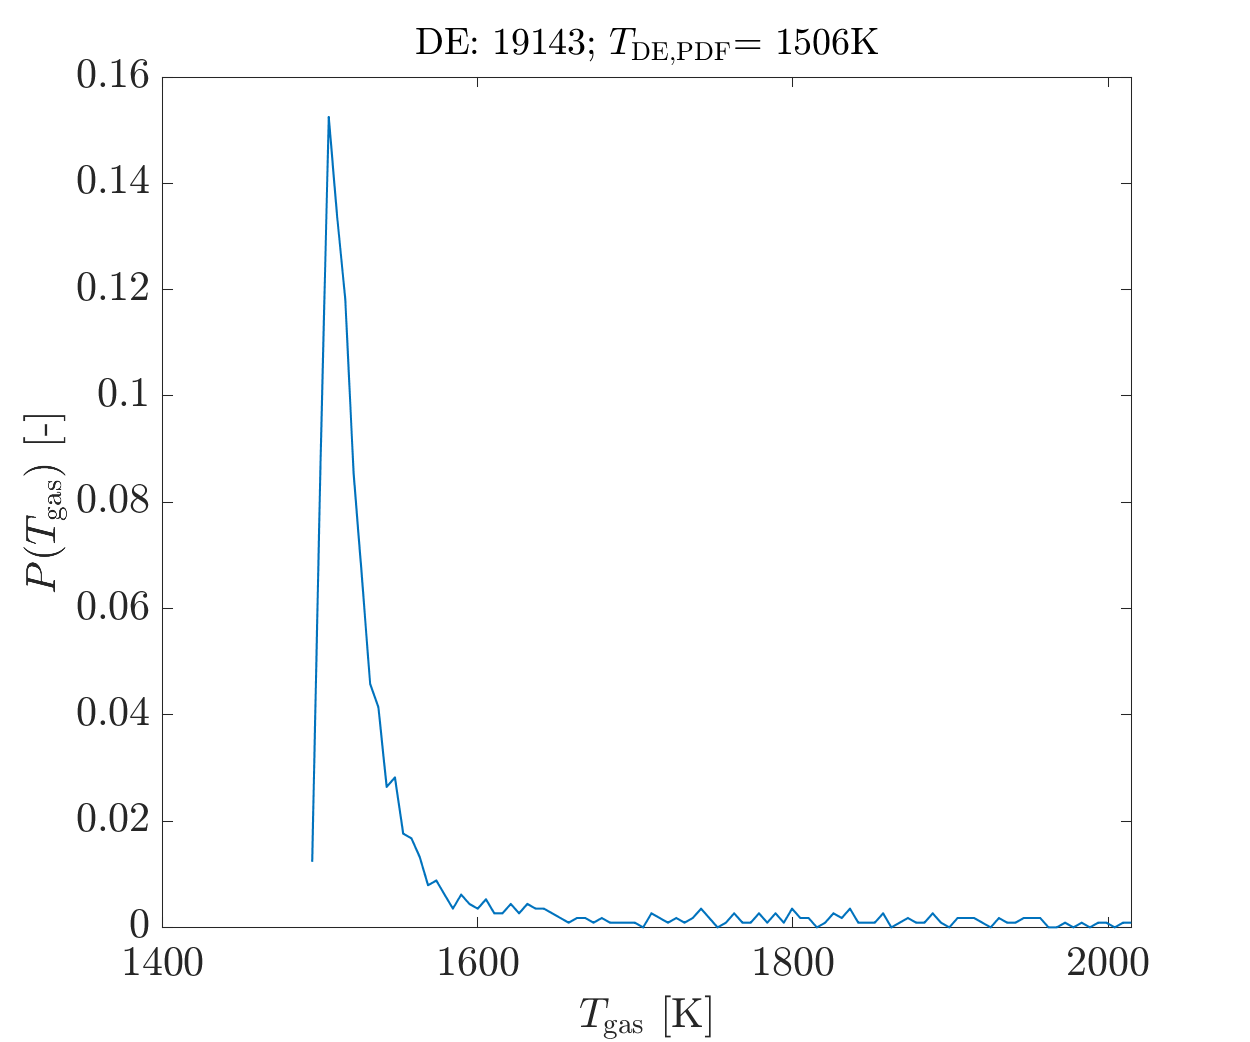 DE: 19143; T_DE,PDF= 1506K
0.16
0.14
0.12
0.1
0.08
0.06
0.04
0.02
0
P(T_gas) [-]
1400 1600 1800 2000
T_gas [K]